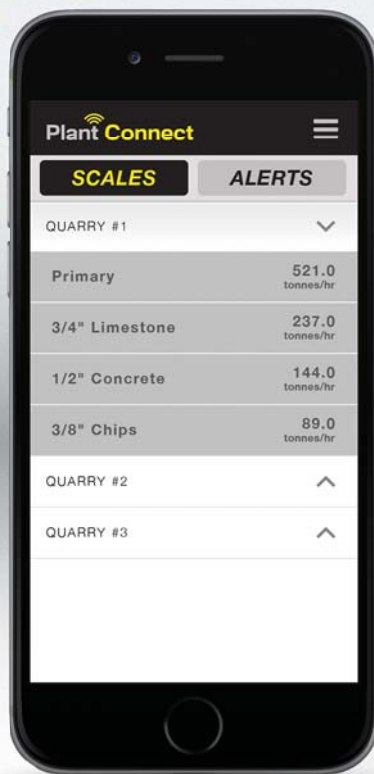 Plant Connect
SCALES ALERTS
QUARRY #1
Primary 521.0
tonnes/hr
3/4" Limestone 237.0
tonnes/hr
1/2" Concrete 144.0
tonnes/hr
3/8" Chips 89.0
tonnes/hr
QUARRY #2
QUARRY #3